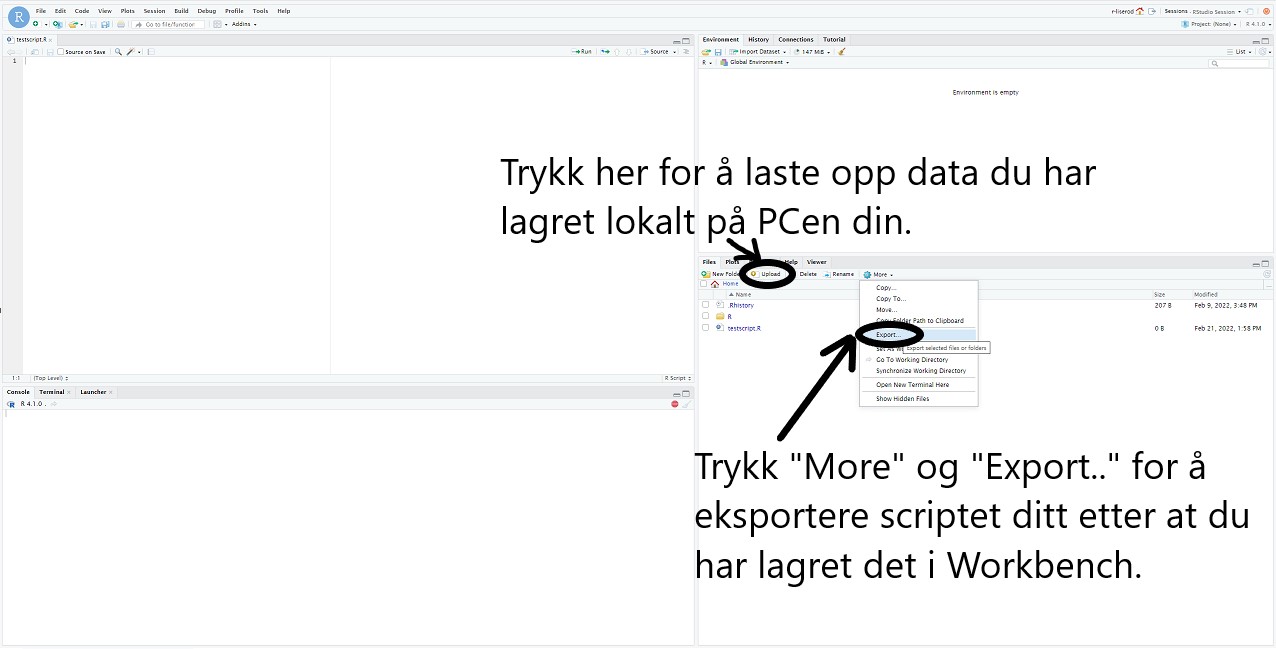 File Edit Code View Plots Session Build Debug Profile Tools Help
r-liserod Sessions RStudio Session
Go to file/function Addins
Project: (None) R 4.1.0
testscript.R
Source on Save Run Source
1
1:1 (Top Level) R Script
Console Terminal Launcher
R 4.1.0 .
Environment History Connections Tutorial
Import Dataset 147 MiB List
R Global Environment
Environment is empty
Trykk her for å laste opp data du har
lagret lokalt på PCen din.
Files Plots Help Viewer
New Folder Upload Delete Rename More
Home
Name Size Modified
.Rhistory 207 B Feb 9, 2022, 3:48 PM
R
testscript.R 0 B Feb 21, 2022, 1:58 PM
Copy...
Copy To...
Move...
Copy Folder Path to Clipboard
Export...
Export selected files or folders
Set As
Go To Working Directory
Synchronize Working Directory
Open New Terminal Here
Show Hidden Files
Trykk "More" og "Export.." for å
eksportere scriptet ditt etter at du
har lagret det i Workbench.